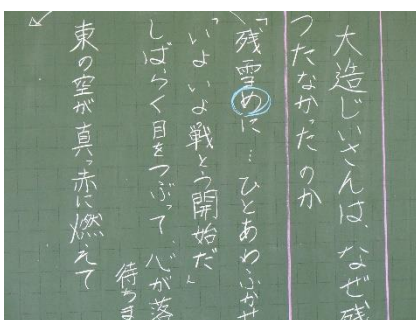 大造じいさんは、なぜ残
つたなかったのか
「残雪めに…ひとあわふかせ
「いよいよ戦とう開始だ」
しばらく目をつぶって心が落
待ちま
東の空が真っ赤に燃えて